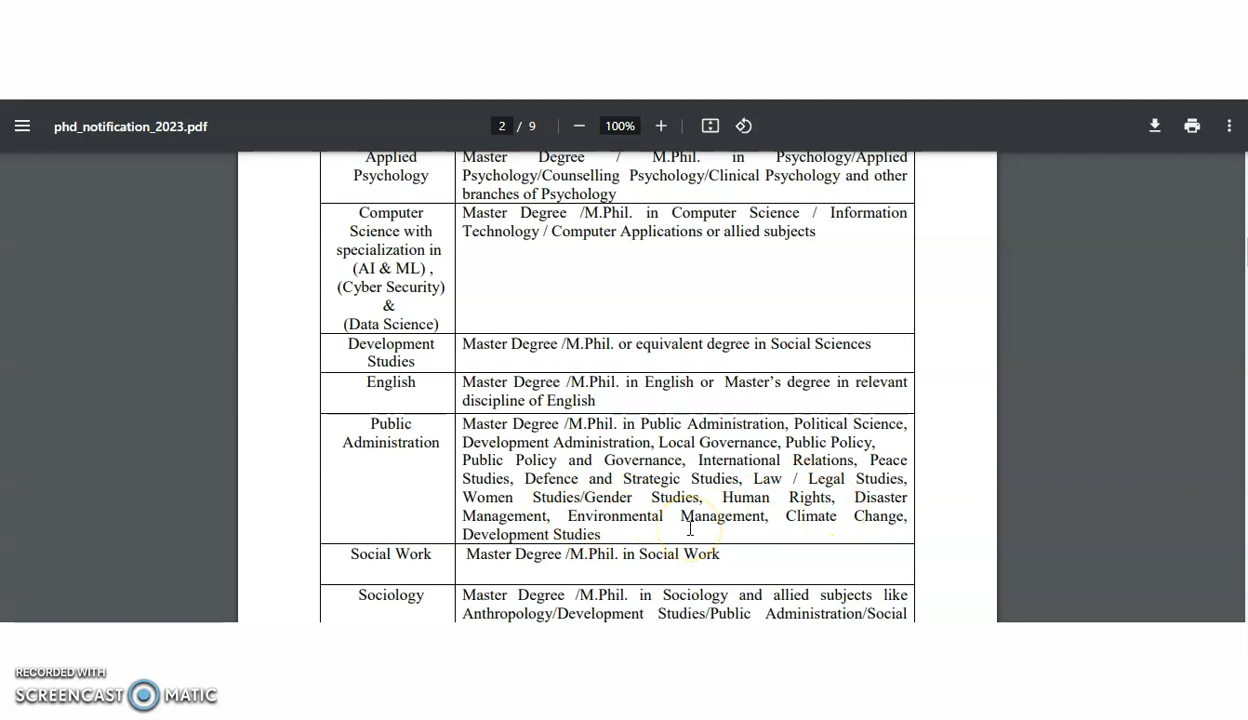 phd_notification_2023.pdf
2 / 9
100%
Applied
Psychology
Master Degree / M.Phil. in Psychology/Applied
Psychology/Counselling Psychology/Clinical Psychology and other
branches of Psychology
Computer
Science with
specialization in
(AI & ML) ,
(Cyber Security)
&
(Data Science)
Master Degree /M.Phil. in Computer Science / Information
Technology / Computer Applications or allied subjects
Development
Studies
Master Degree /M.Phil. or equivalent degree in Social Sciences
English
Master Degree /M.Phil. in English or Master's degree in relevant
discipline of English
Public
Administration
Master Degree /M.Phil. in Public Administration, Political Science,
Development Administration, Local Governance, Public Policy,
Public Policy and Governance, International Relations, Peace
Studies, Defence and Strategic Studies, Law / Legal Studies,
Women Studies/Gender Studies, Human Rights, Disaster
Management, Environmental Management, Climate Change,
Development Studies
Social Work
Master Degree /M.Phil. in Social Work
Sociology
Master Degree /M.Phil. in Sociology and allied subjects like
Anthropology/Development Studies/Public Administration/Social
RECORDED WITH
SCREENCAST MATIC